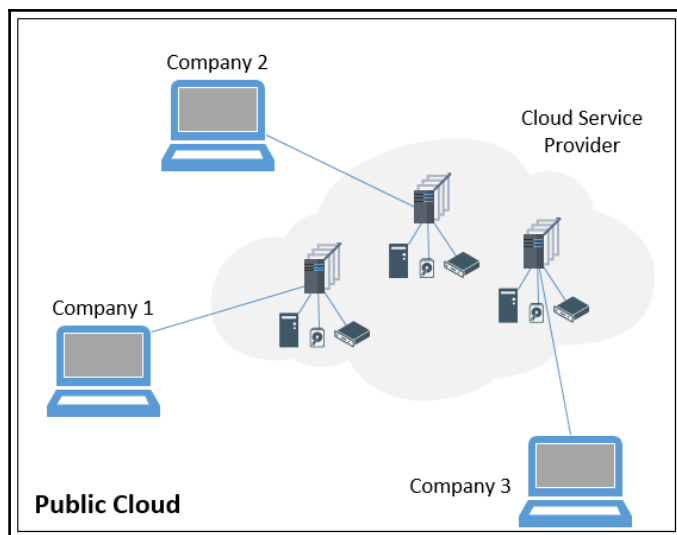 Company 2
Cloud Service
Provider
Company 1
Company 3
Public Cloud